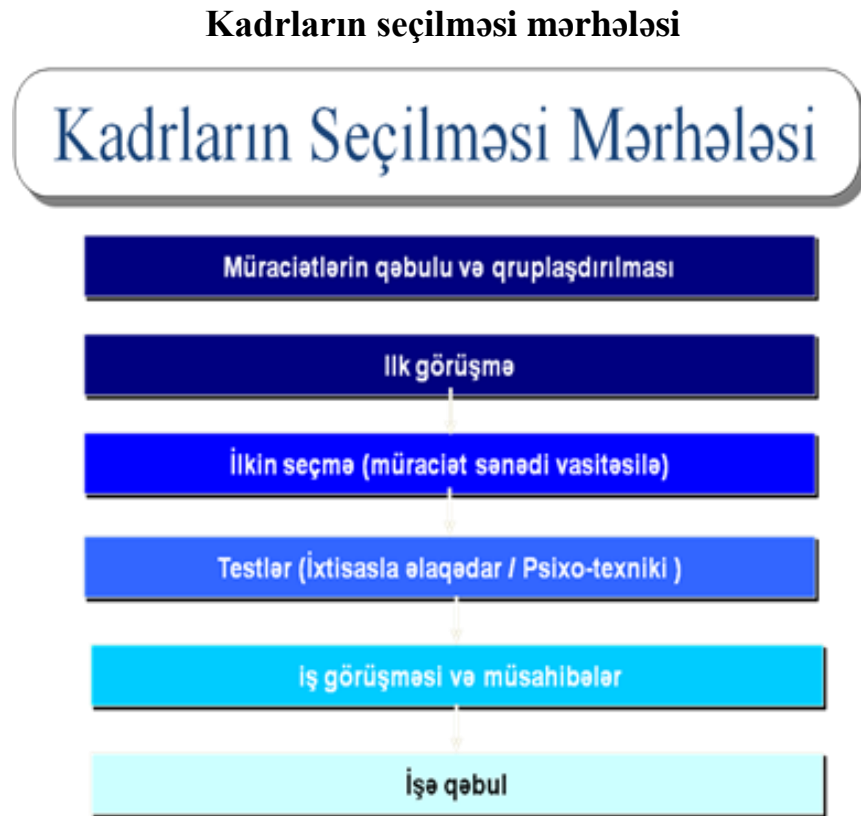 Kadrların seçilməsi mərhələsi
Kadrların Seçilməsi Mərhələsi
Müraciətlərin qəbulu və qruplaşdırılması
Ilk görüşmə
İlkin seçmə (müraciət sənədi vasitəsilə)
Testlər (İxtisasla əlaqədar / Psixo-texniki )
iş görüşməsi və müsahibələr
İşə qəbul